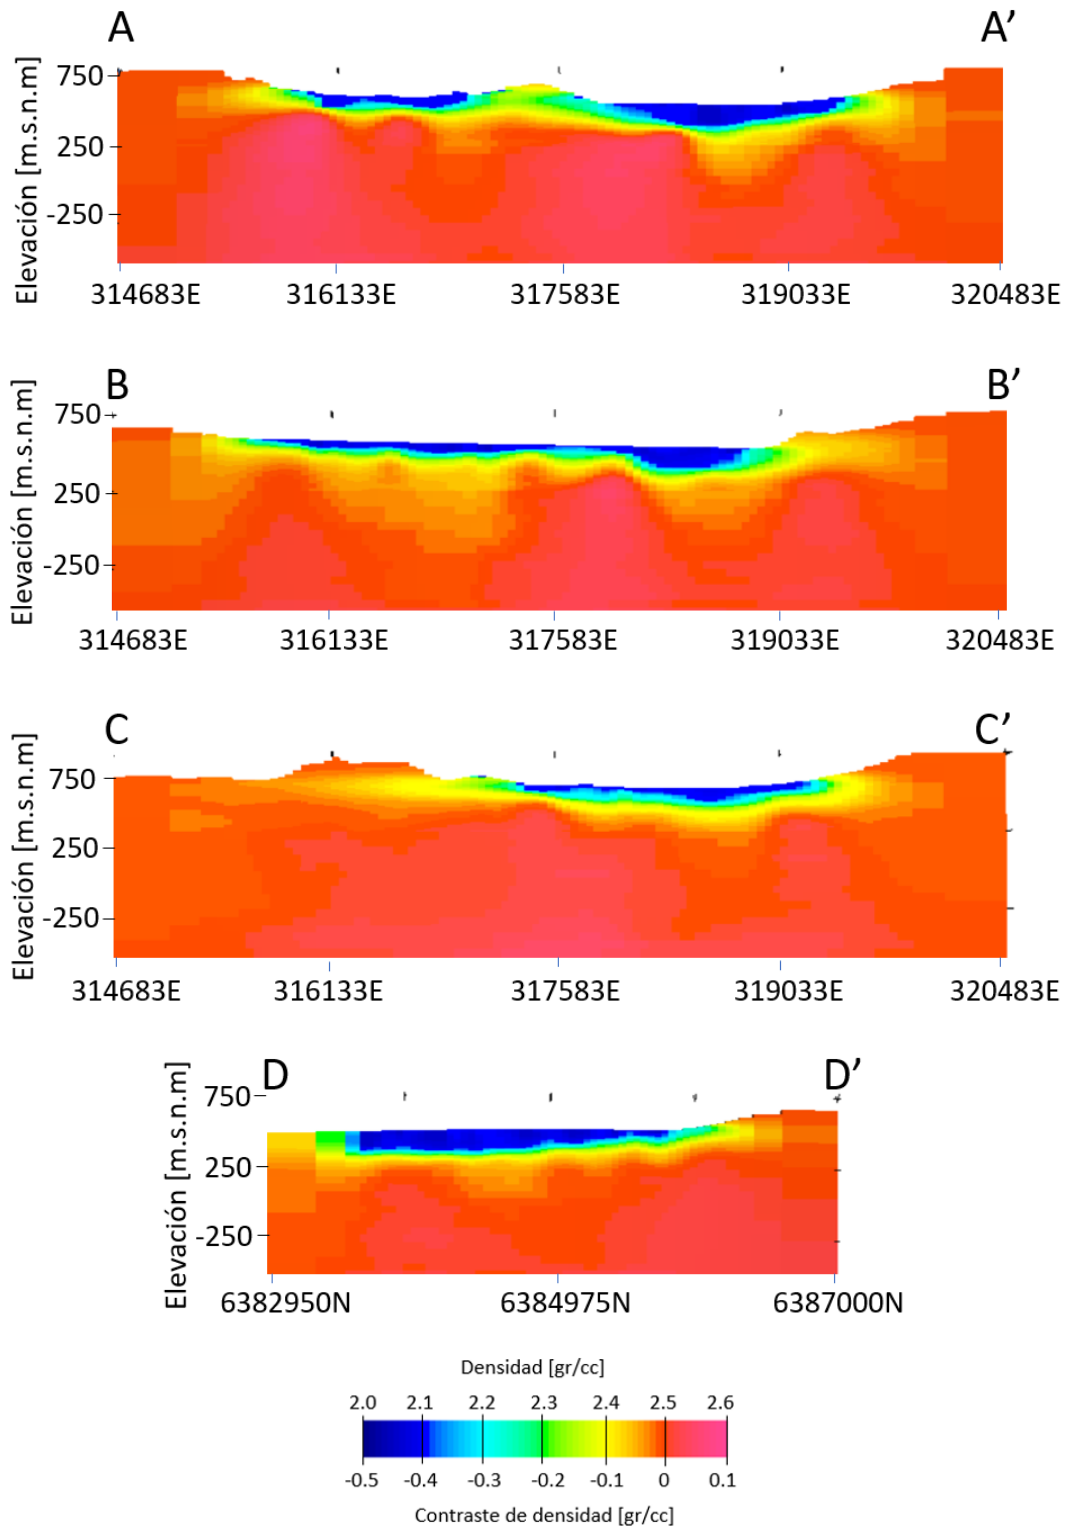 A A’
Elevación [m.s.n.m]
750
250
-250
314683E 316133E 317583E 319033E 320483E
B B’
Elevación [m.s.n.m]
750
250
-250
314683E 316133E 317583E 319033E 320483E
C C’
Elevación [m.s.n.m]
750
250
-250
314683E 316133E 317583E 319033E 320483E
D D’
Elevación [m.s.n.m]
750
250
-250
6382950N 6384975N 6387000N
Densidad [gr/cc]
2.0 2.1 2.2 2.3 2.4 2.5 2.6
-0.5 -0.4 -0.3 -0.2 -0.1 0 0.1
Contraste de densidad [gr/cc]